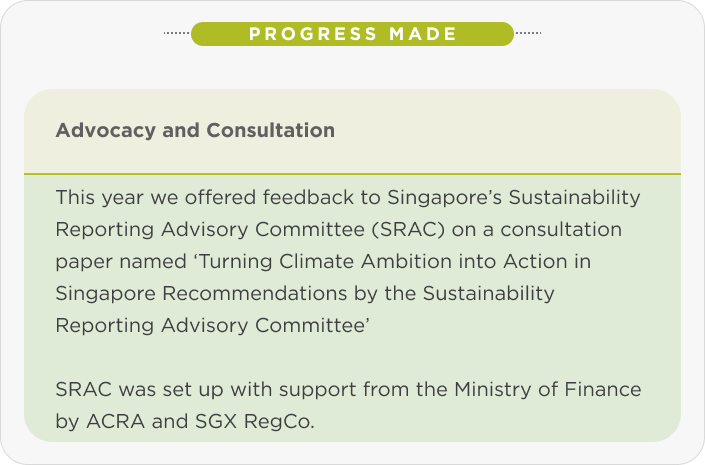 PROGRESS MADE
Advocacy and Consultation
This year we offered feedback to Singapore’s Sustainability
Reporting Advisory Committee (SRAC) on a consultation
paper named ‘Turning Climate Ambition into Action in
Singapore Recommendations by the Sustainability
Reporting Advisory Committee’
SRAC was set up with support from the Ministry of Finance
by ACRA and SGX RegCo.